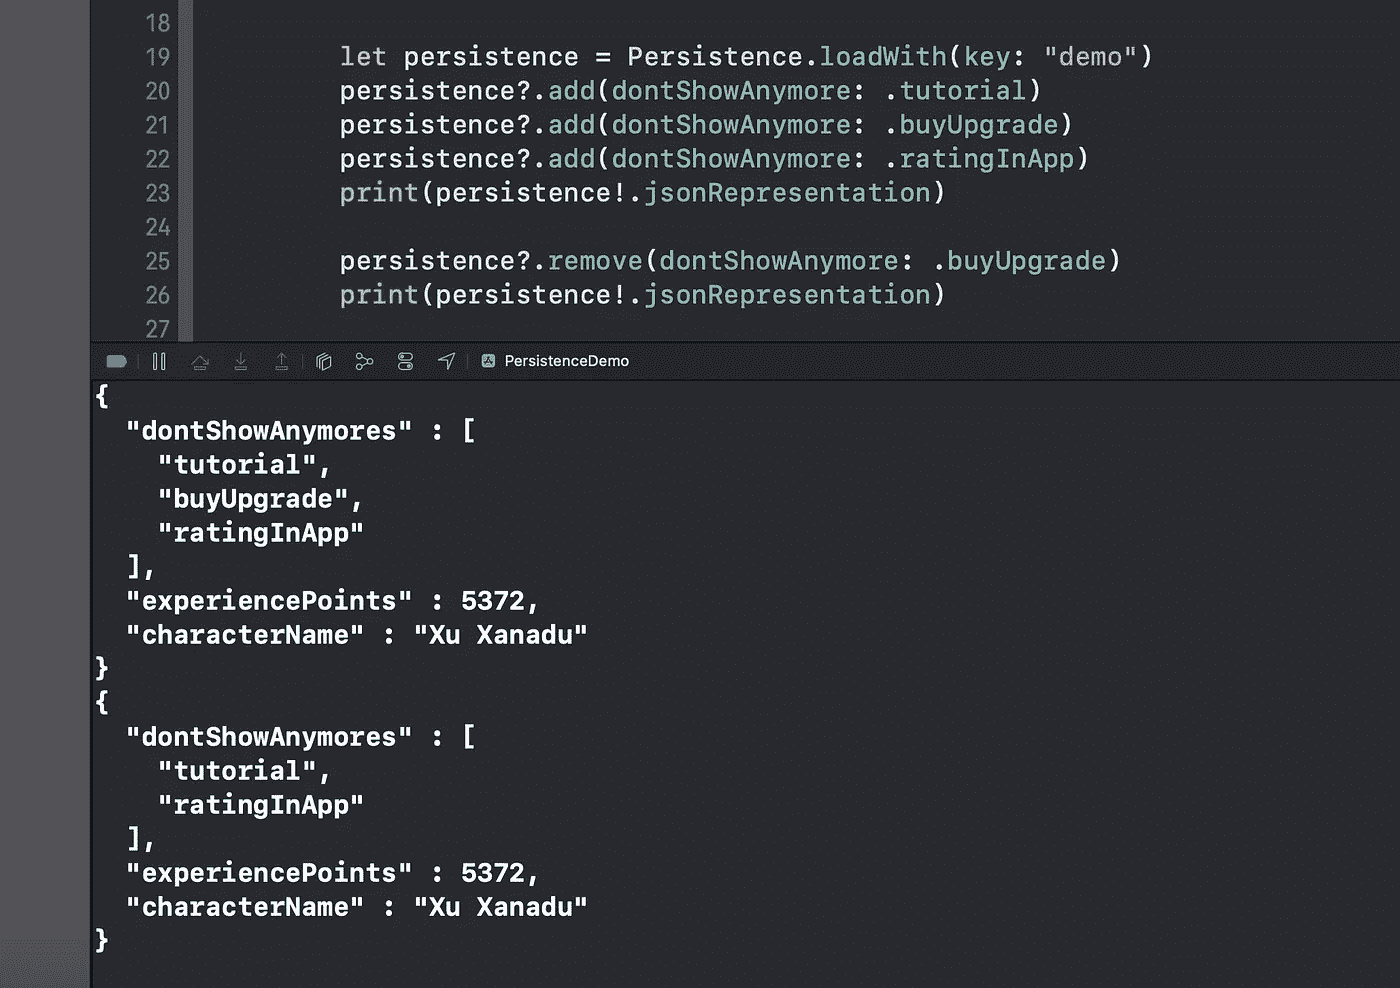 18
19 let persistence = Persistence.loadWith(key: "demo")
20 persistence?.add(dontShowAnymore: .tutorial)
21 persistence?.add(dontShowAnymore: .buyUpgrade)
22 persistence?.add(dontShowAnymore: .ratingInApp)
23 print(persistence!.jsonRepresentation)
24
25 persistence?.remove(dontShowAnymore: .buyUpgrade)
26 print(persistence!.jsonRepresentation)
27
PersistenceDemo
{
  "dontShowAnymores" : [
    "tutorial",
    "buyUpgrade",
    "ratingInApp"
  ],
  "experiencePoints" : 5372,
  "characterName" : "Xu Xanadu"
}
{
  "dontShowAnymores" : [
    "tutorial",
    "ratingInApp"
  ],
  "experiencePoints" : 5372,
  "characterName" : "Xu Xanadu"
}